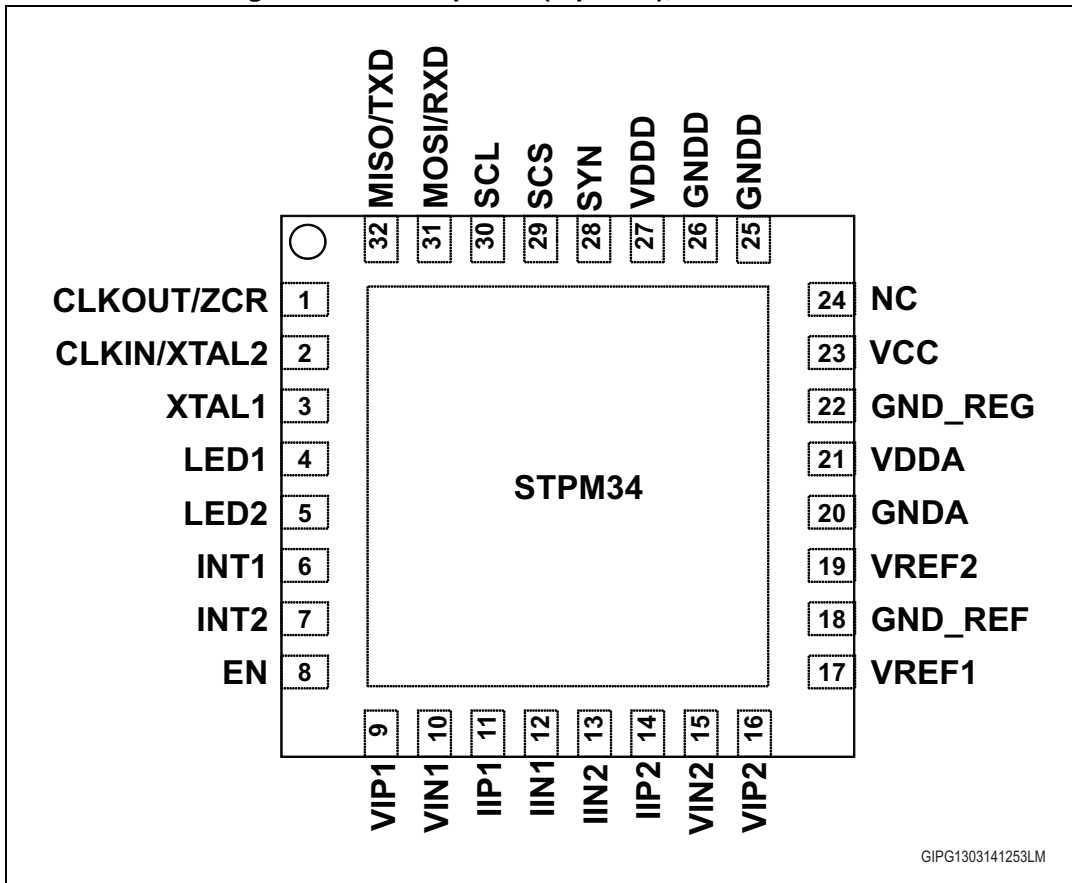 MISO/TXD
MOSI/RXD
SCL
SCS
SYN
VDDD
GNDD
GNDD
32
31
30
29
28
27
26
25
CLKOUT/ZCR 1
CLKIN/XTAL2 2
XTAL1 3
LED1 4
LED2 5
INT1 6
INT2 7
EN 8
STPM34
24 NC
23 VCC
22 GND_REG
21 VDDA
20 GNDA
19 VREF2
18 GND_REF
17 VREF1
9
10
11
12
13
14
15
16
VIP1
VIN1
IIP1
IIN1
IIN2
IIP2
VIN2
VIP2
GIPG1303141253LM